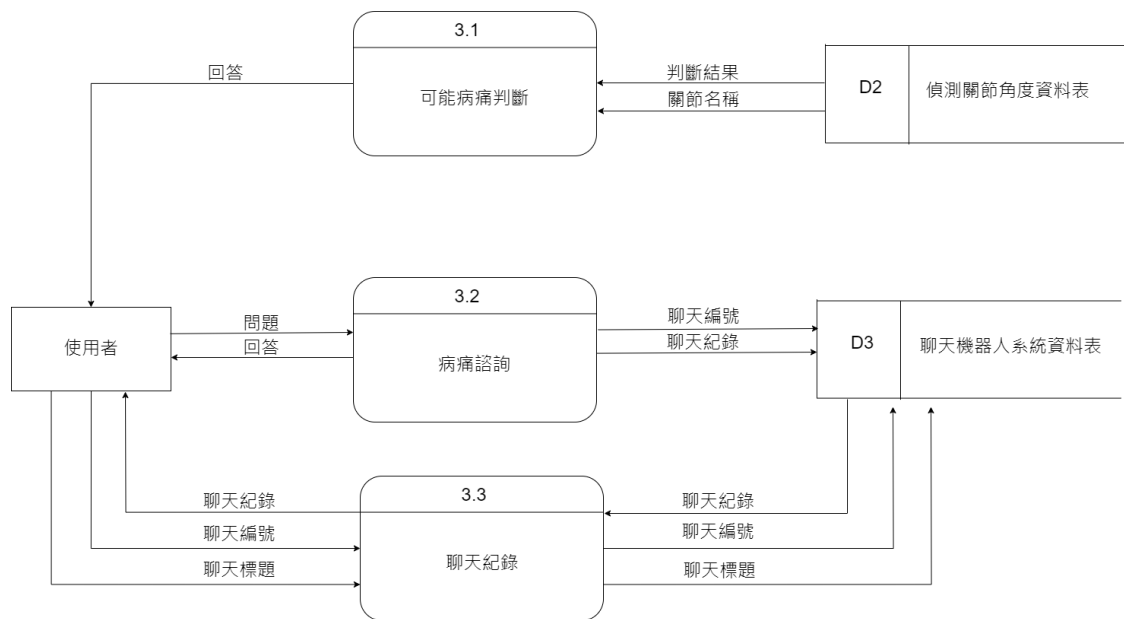 3.1
可能病痛判斷
回答
判斷結果
關節名稱
D2
偵測關節角度資料表
使用者
問題
回答
3.2
病痛諮詢
聊天編號
聊天紀錄
D3
聊天機器人系統資料表
聊天紀錄
聊天編號
聊天標題
3.3
聊天紀錄
聊天紀錄
聊天編號
聊天標題